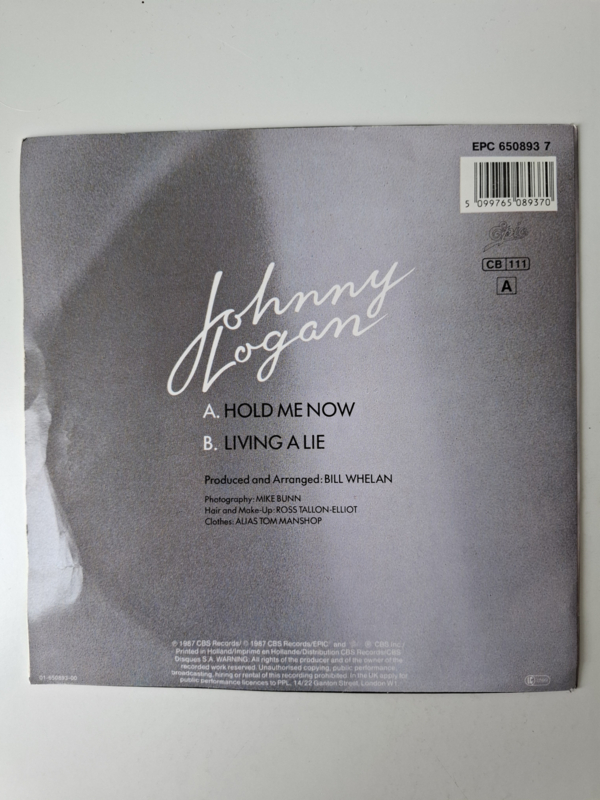 EPC 650893 7
5 099765 089370
Epic
CB 111
A
Johnny
Logan
A. HOLD ME NOW
B. LIVING A LIE
Produced and Arranged: BILL WHELAN
Photography: MIKE BUNN
Hair and Make-Up: ROSS TALLON-ELLIOT
Clothes: ALIAS TOM MANSHOP
℗ 1987 CBS Records/ © 1987 CBS Records/EPIC and CBS Inc.
Printed in Holland/Imprimé en Hollande/Distribution CBS Records/CBS
Disques S.A. WARNING: All rights of the producer and of the owner of the
recorded work reserved. Unauthorised copying, public performance,
broadcasting, hiring or rental of this recording prohibited. In the UK apply for
public performance licences to PPL, 14/22 Ganton Street, London W1